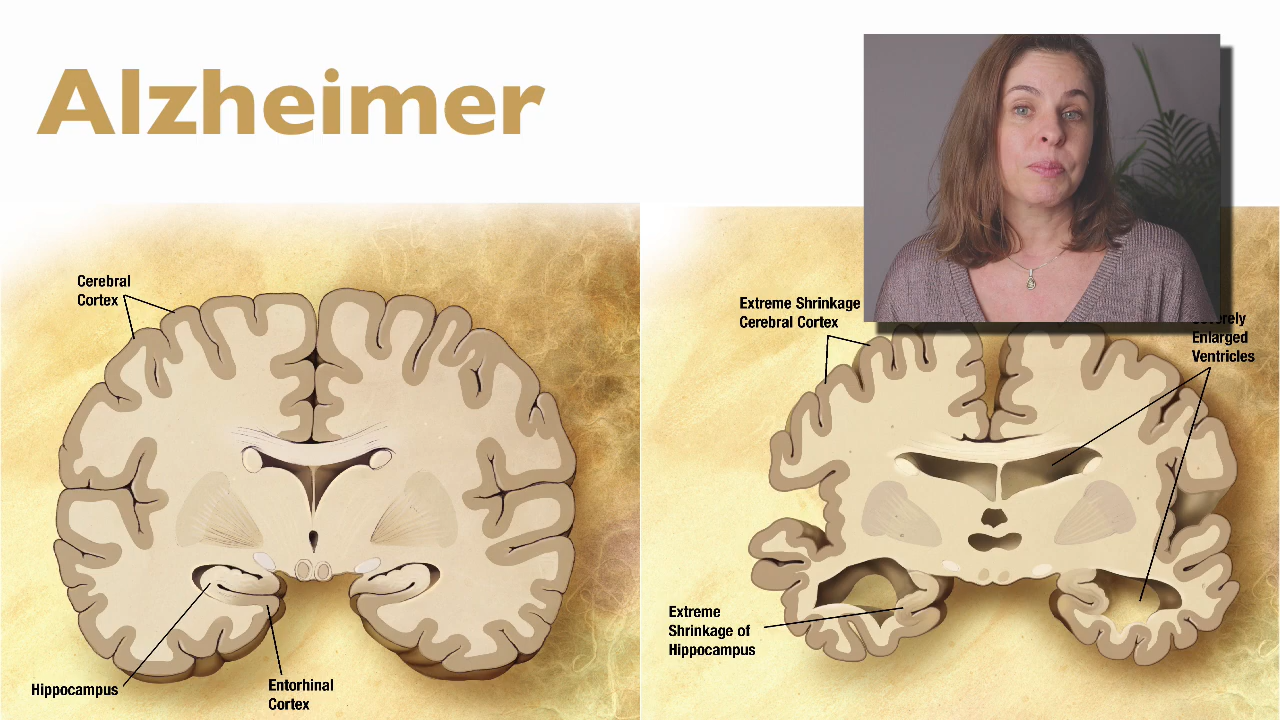 Alzheimer
Cerebral
Cortex
Hippocampus
Entorhinal
Cortex
Extreme Shrinkage
Cerebral Cortex
Enlarged
Ventricles
Extreme
Shrinkage of
Hippocampus